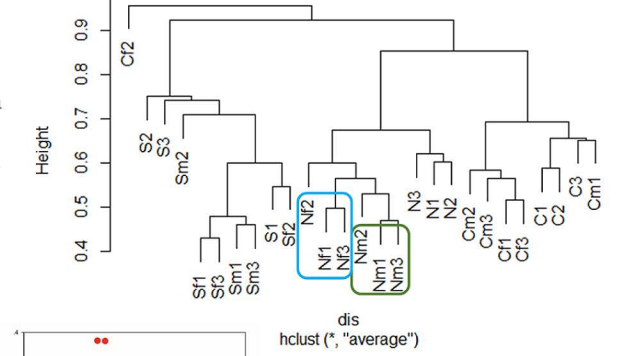 0.9
Cf2
0.8
0.7
S2
S3
Sm2
Height
0.6
N3
N1
N2
Cm2
Cm3
C1
C2
C3
Cm1
0.5
S1
Sf2
Nf2
Nm2
Cf1
Cf3
0.4
Sf1
Sf3
Sm1
Sm3
Nf1
Nf3
Nm1
Nm3
dis
hclust (*, "average")